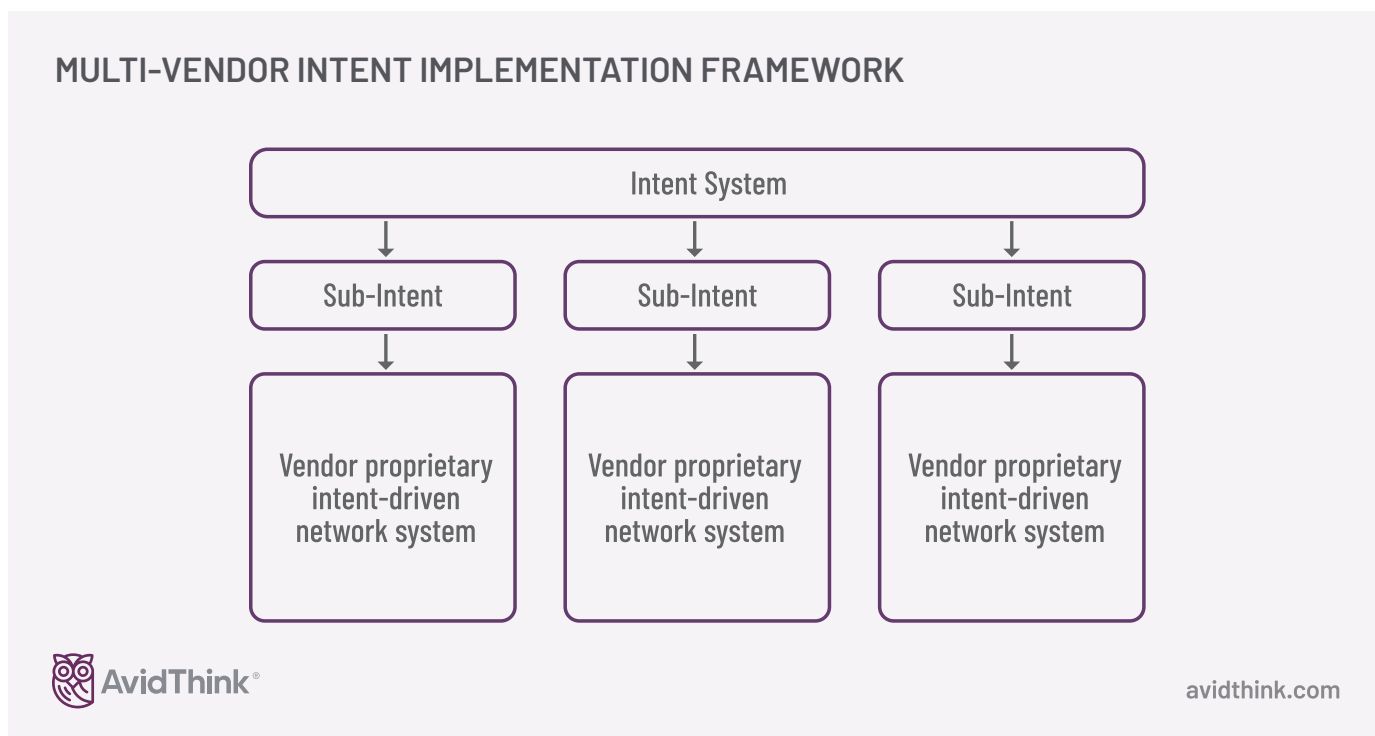 MULTI-VENDOR INTENT IMPLEMENTATION FRAMEWORK
Intent System
Sub-Intent
Sub-Intent
Sub-Intent
Vendor proprietary
intent-driven
network system
Vendor proprietary
intent-driven
network system
Vendor proprietary
intent-driven
network system
AvidThink®
avidthink.com